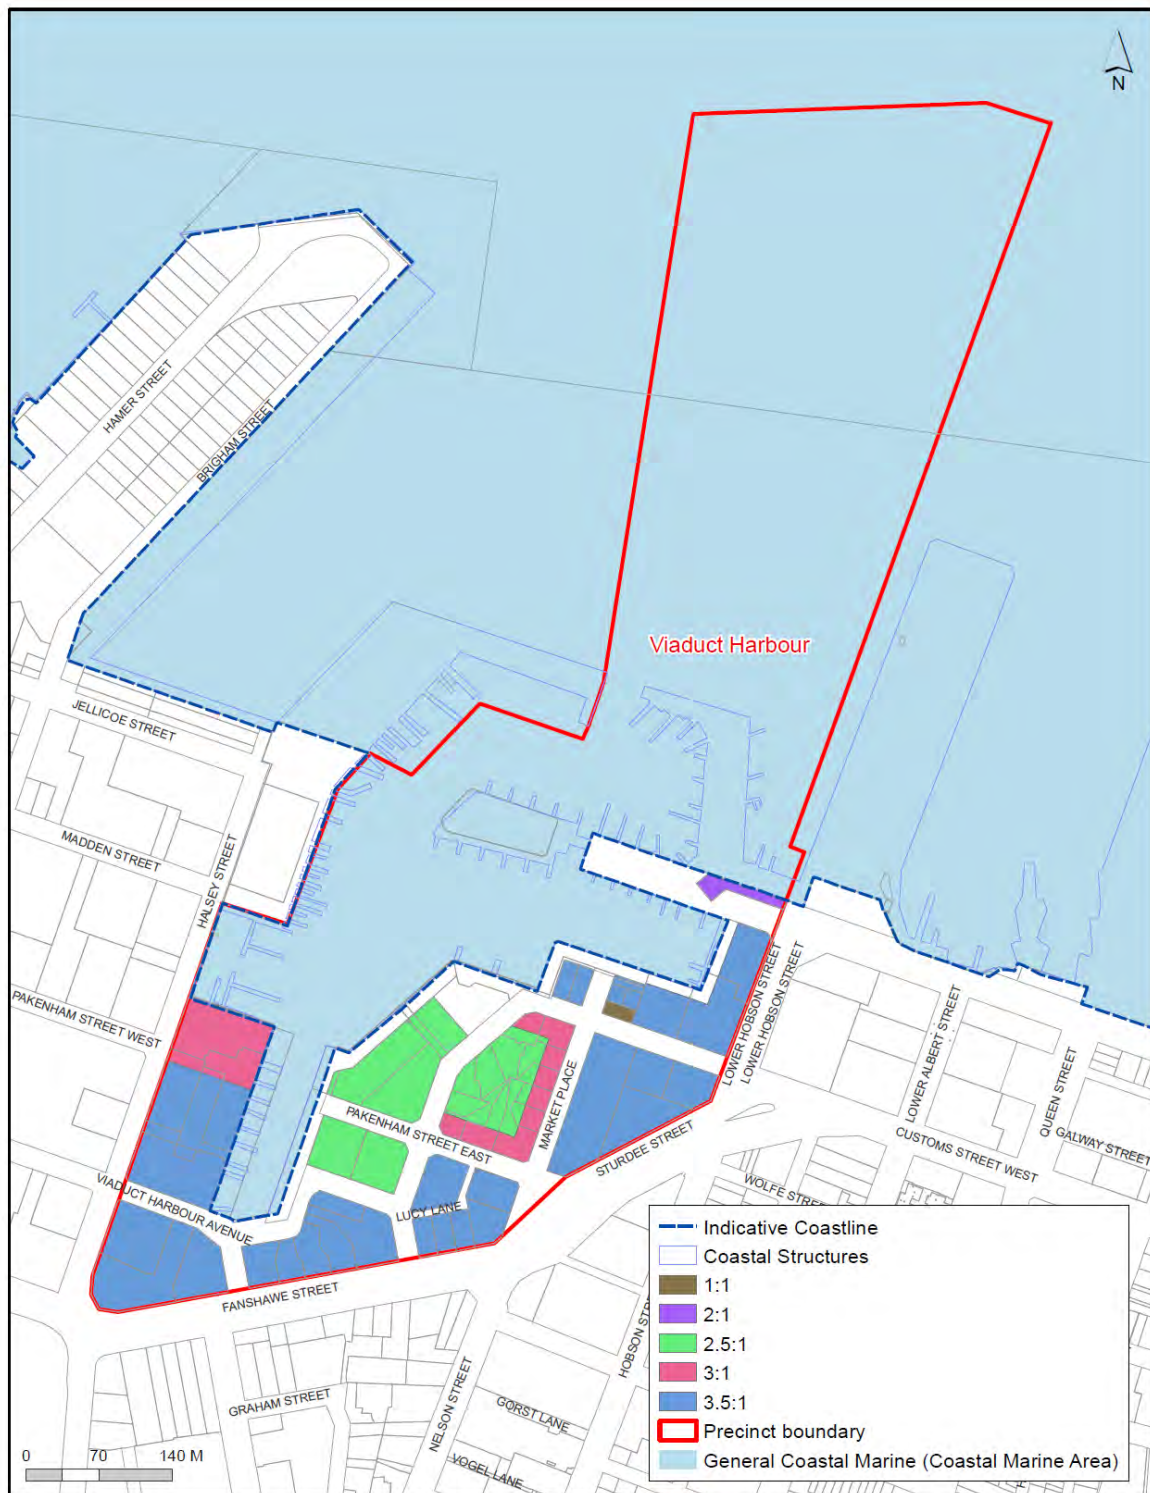 N
HAMER STREET
BRIGHAM STREET
Viaduct Harbour
JELLICOE STREET
MADDEN STREET
HALSEY STREET
PAKENHAM STREET WEST
LOWER HOBSON STREET
LOWER HOBSON STREET
LOWER ALBERT STREET
QUEEN STREET
GALWAY STREET
CUSTOMS STREET WEST
MARKET PLACE
PAKENHAM STREET EAST
STURDEE STREET
WOLFE STREE
VIADUCT HARBOUR AVENUE
LUCY LANE
FANSHAWE STREET
HOBSON STRE
NELSON STREET
GRAHAM STREET
GORST LANE
VOGEL LANE
Indicative Coastline
Coastal Structures
1:1
2:1
2.5:1
3:1
3.5:1
Precinct boundary
General Coastal Marine (Coastal Marine Area)
0 70 140 M